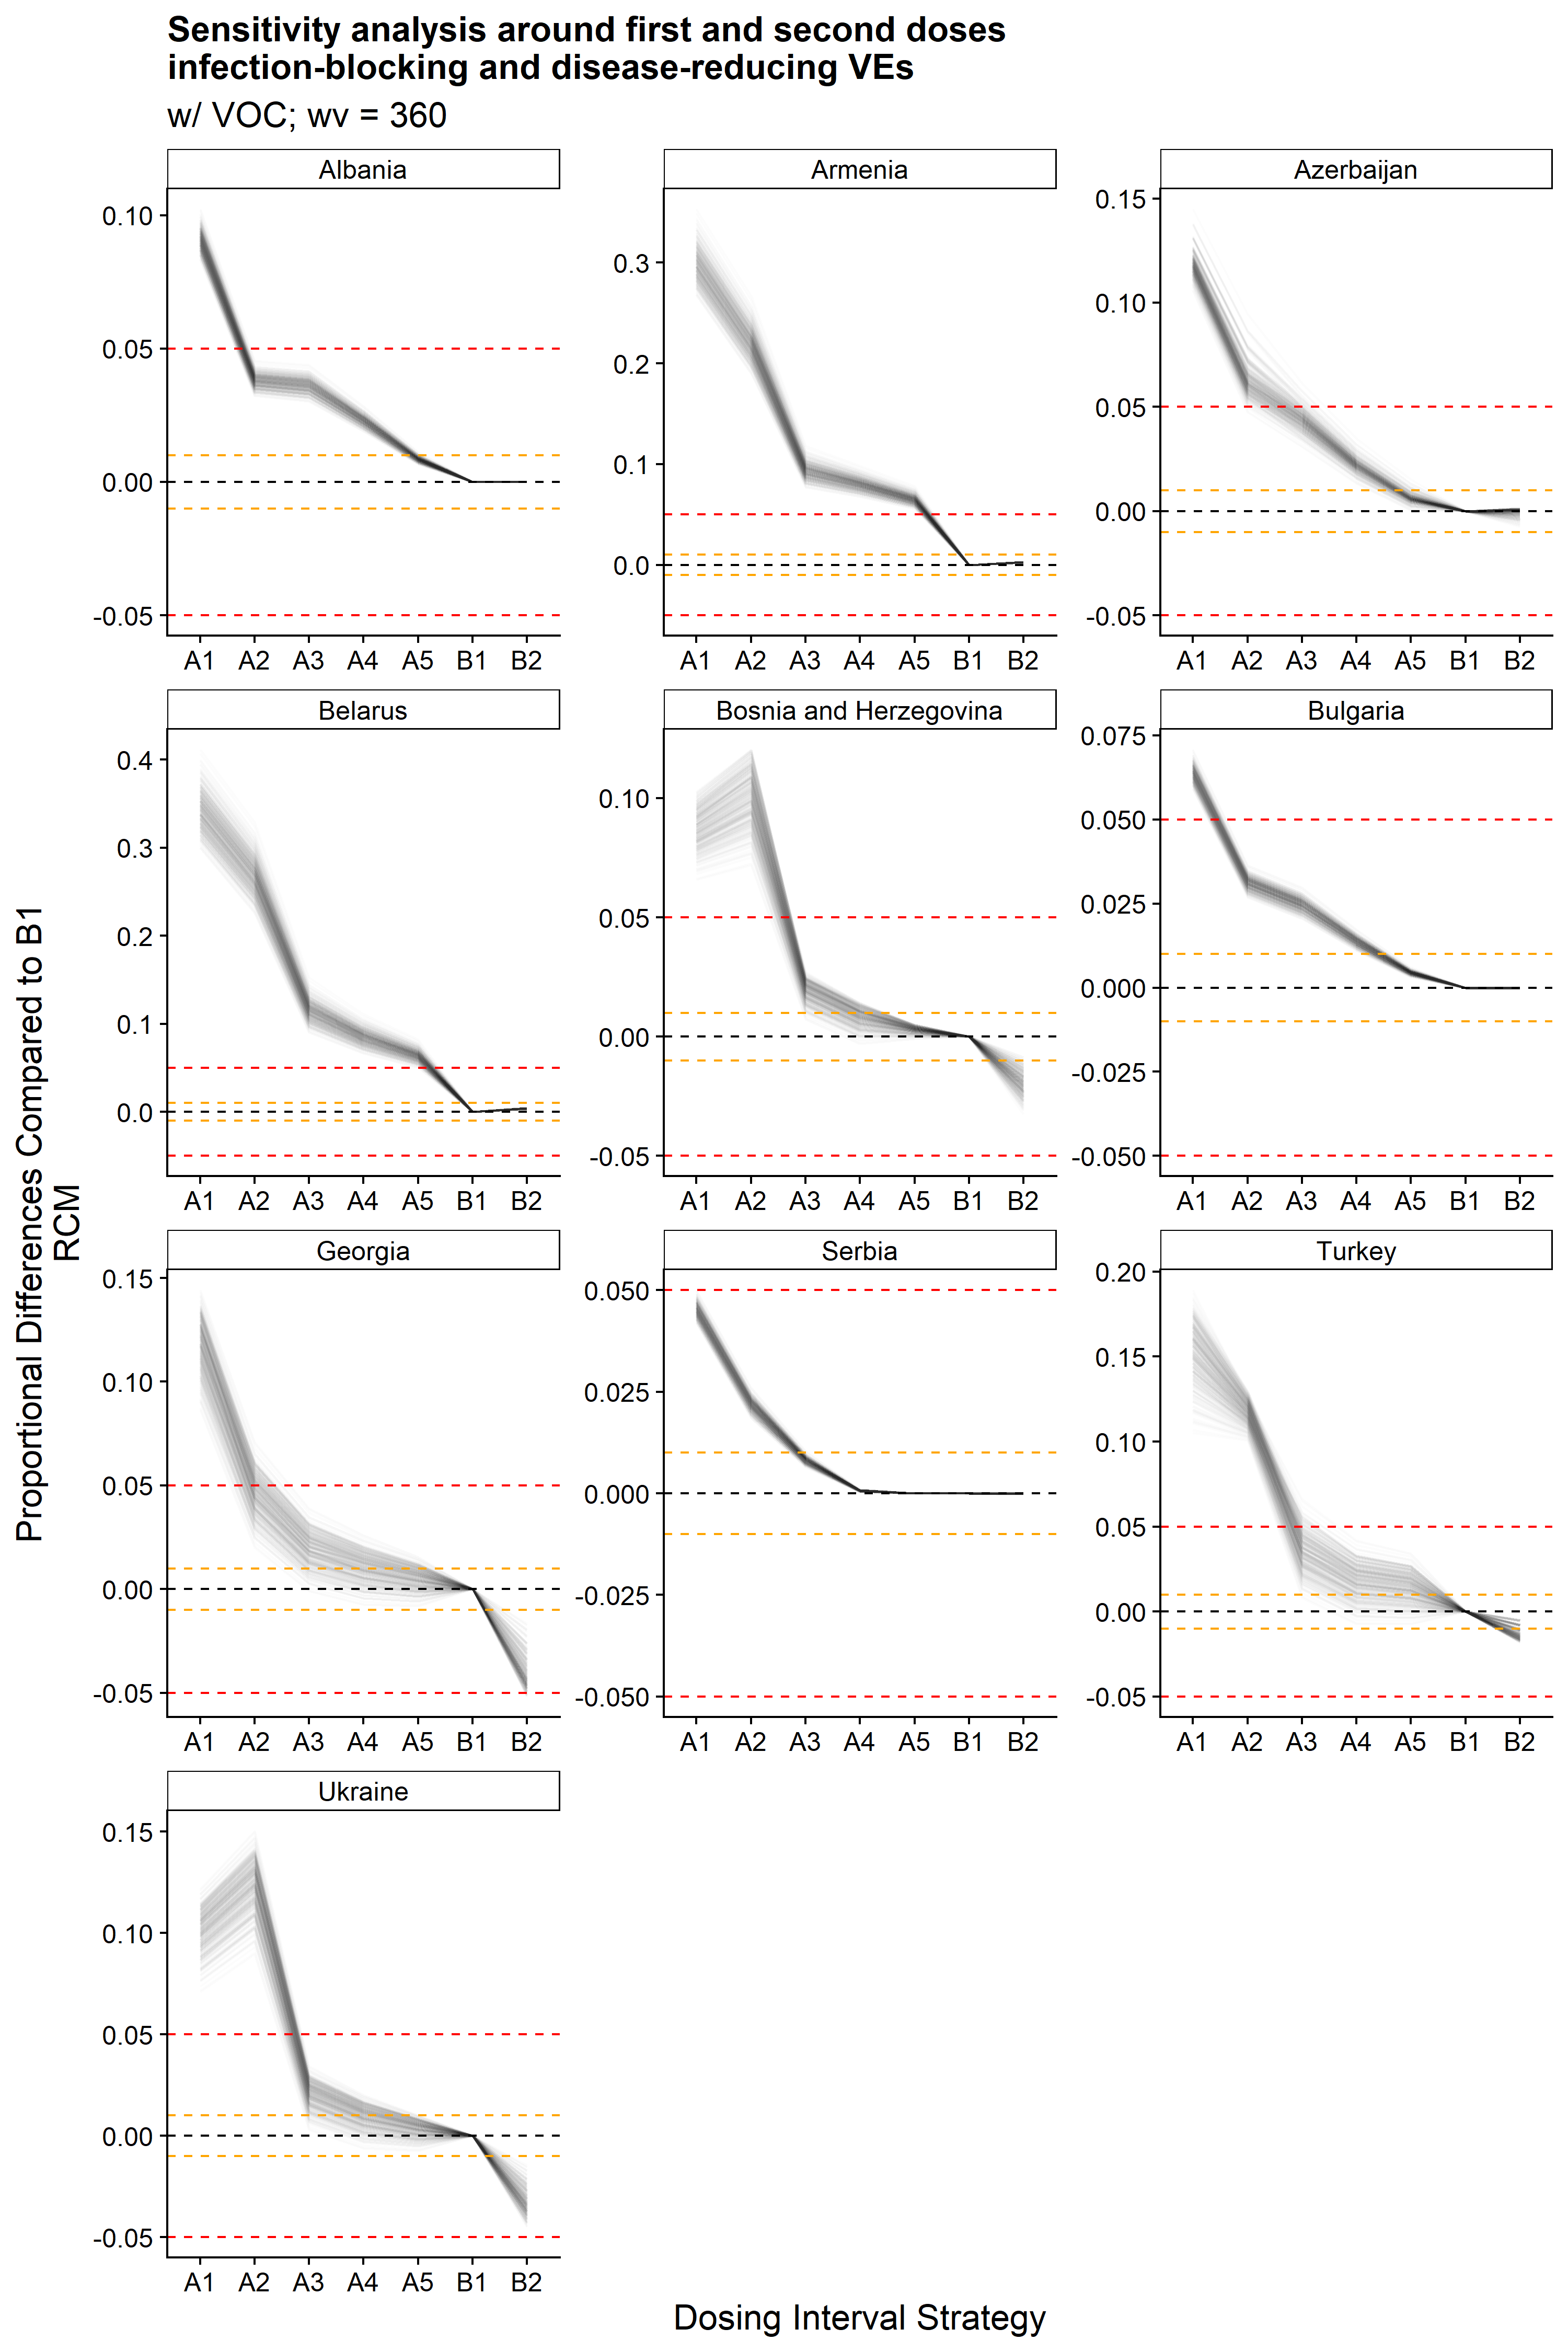 Sensitivity analysis around first and second doses
infection-blocking and disease-reducing VEs
w/ VOC; wv = 360
Proportional Differences Compared to B1
RCM
Albania
0.10
0.05
0.00
-0.05
A1 A2 A3 A4 A5 B1 B2
Armenia
0.3
0.2
0.1
0.0
A1 A2 A3 A4 A5 B1 B2
Azerbaijan
0.15
0.10
0.05
0.00
-0.05
A1 A2 A3 A4 A5 B1 B2
Belarus
0.4
0.3
0.2
0.1
0.0
A1 A2 A3 A4 A5 B1 B2
Bosnia and Herzegovina
0.10
0.05
0.00
-0.05
A1 A2 A3 A4 A5 B1 B2
Bulgaria
0.075
0.050
0.025
0.000
-0.025
-0.050
A1 A2 A3 A4 A5 B1 B2
Georgia
0.15
0.10
0.05
0.00
-0.05
A1 A2 A3 A4 A5 B1 B2
Serbia
0.050
0.025
0.000
-0.025
-0.050
A1 A2 A3 A4 A5 B1 B2
Turkey
0.20
0.15
0.10
0.05
0.00
-0.05
A1 A2 A3 A4 A5 B1 B2
Ukraine
0.15
0.10
0.05
0.00
-0.05
A1 A2 A3 A4 A5 B1 B2
Dosing Interval Strategy